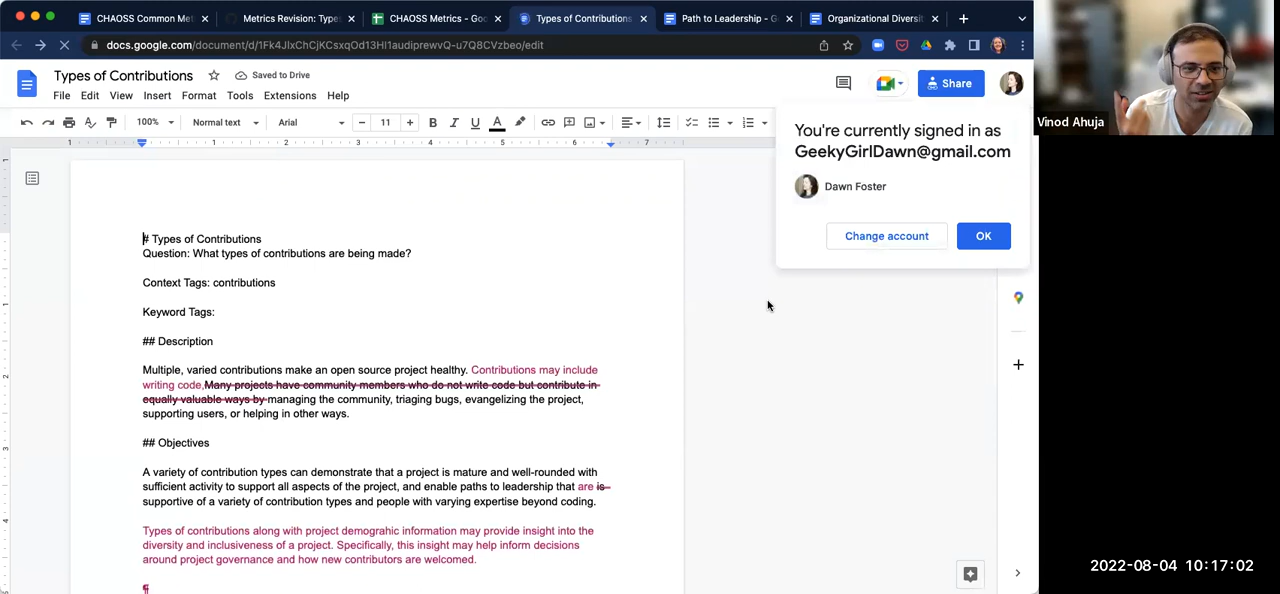 CHAOSS Common Met
Metrics Revision: Type
CHAOSS Metrics - Goo
Types of Contributions
Path to Leadership - G
Organizational Diversit
docs.google.com/document/d/1Fk4JlxChCjKCsxqOd13HI1audiprewvQ-u7Q8CVzbeo/edit
Types of Contributions
Saved to Drive
File Edit View Insert Format Tools Extensions Help
Share
100% Normal text Arial - 11 + B I U A
1 1 2 3 4 5 6 7
You're currently signed in as
GeekyGirlDawn@gmail.com
Dawn Foster
Change account OK
# Types of Contributions
Question: What types of contributions are being made?
Context Tags: contributions
Keyword Tags:
## Description
Multiple, varied contributions make an open source project healthy. Contributions may include
writing code,Many projects have community members who do not write code but contribute in
equally valuable ways by managing the community, triaging bugs, evangelizing the project,
supporting users, or helping in other ways.
## Objectives
A variety of contribution types can demonstrate that a project is mature and well-rounded with
sufficient activity to support all aspects of the project, and enable paths to leadership that are is
supportive of a variety of contribution types and people with varying expertise beyond coding.
Types of contributions along with project demograhic information may provide insight into the
diversity and inclusiveness of a project. Specifically, this insight may help inform decisions
around project governance and how new contributors are welcomed.
¶
Vinod Ahuja
2022-08-04 10:17:02